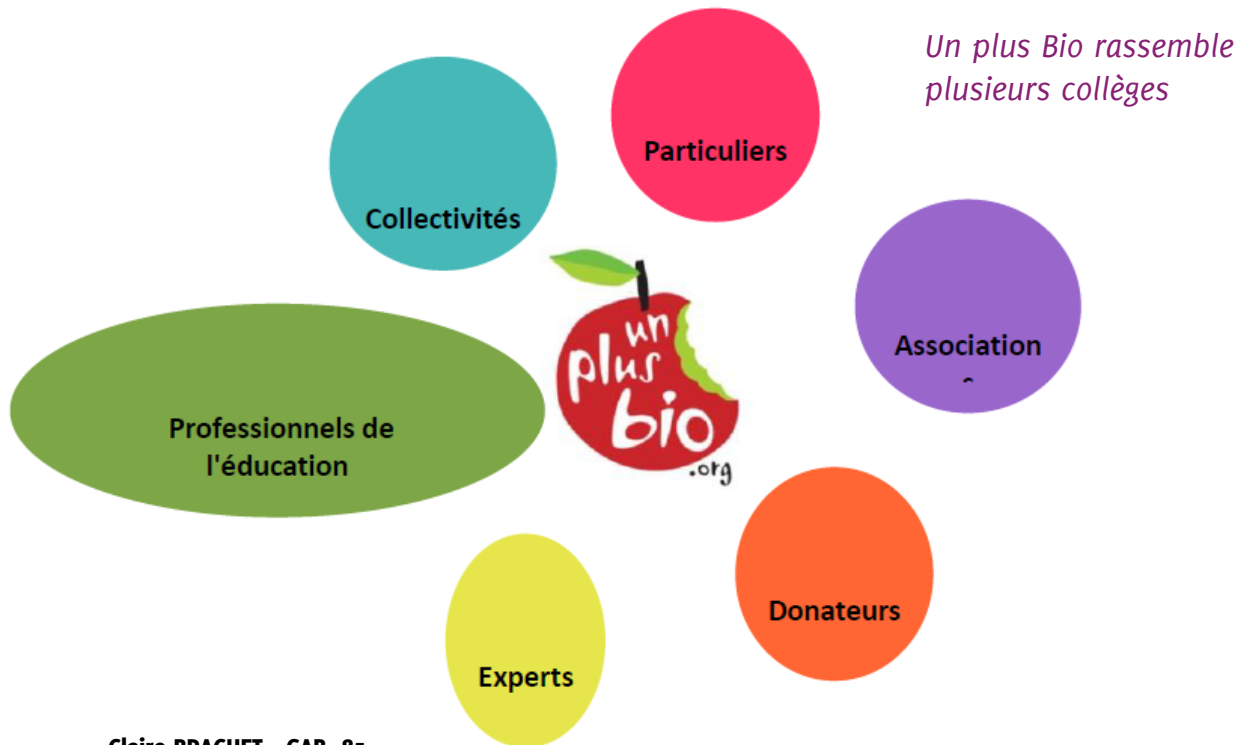 Un plus Bio rassemble
plusieurs collèges
Particuliers
Collectivités
Association
un
plus
bio
.org
Professionnels de
l'éducation
Donateurs
Experts